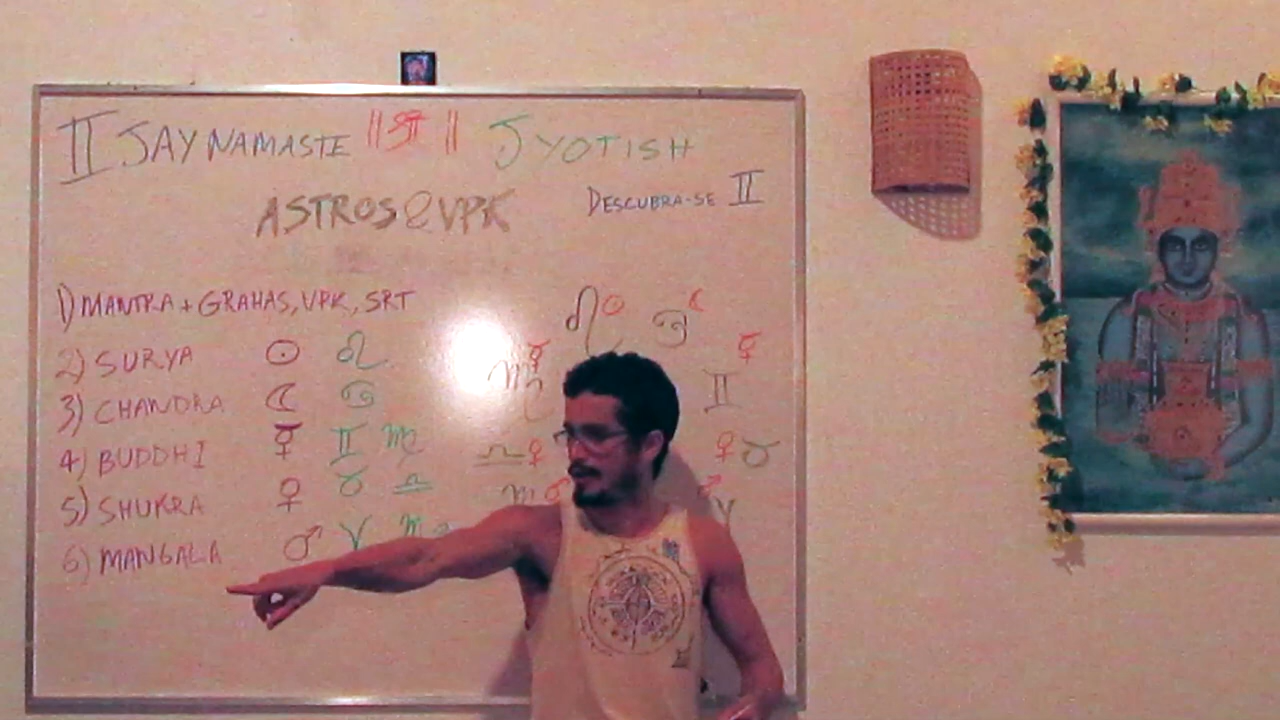 II JAY NAMASTE || श्री || JYOTISH
ASTROS & VPK DESCUBRA-SE II
1) MANTRA + GRAHAS, VPK, SRT
2) SURYA ☉ ♌
3) CHANDRA ☾ ♋
4) BUDDHI ☿ ♊ ♍
5) SHUKRA ♀ ♉ ♎
6) MANGALA ♂ ♈ ♏
♌ ☉ ♋ ☾
♍ ☿ ♊ ☿
♎ ♀ ♀ ♉
♏ ♂ ♂ ♈